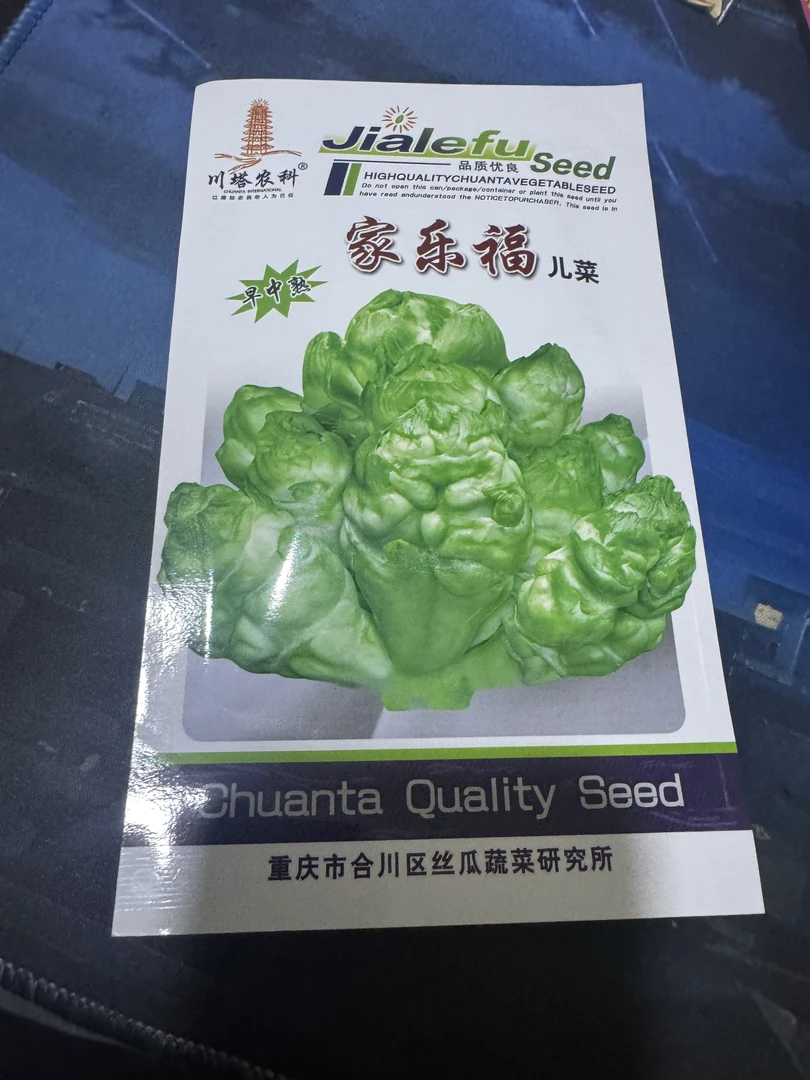 川塔农科®
CHUANTA INTERNATIONAL
Jialefu Seed
品质优良
HIGHQUALITYCHUANTAVEGETABLESEED
Do not open this can/package/container or plant this seed until you
have read andunderstood the NOTICETOPURCHASER. This seed is in
家乐福 儿菜
早中熟
Chuanta Quality Seed
重庆市合川区丝瓜蔬菜研究所